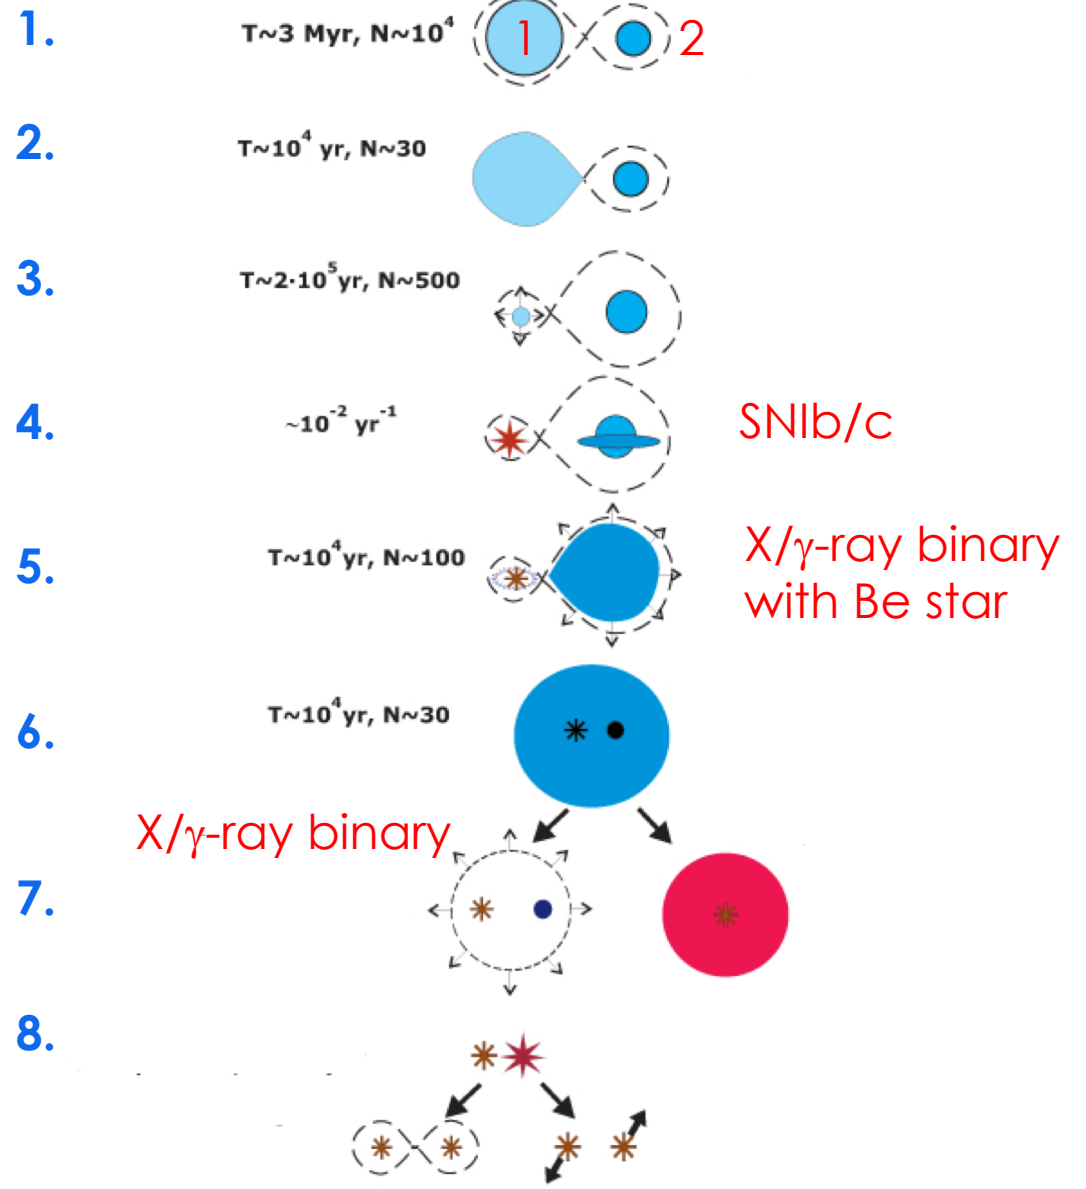 1.
T~3 Myr, N~10⁴
1
2
2.
T~10⁴ yr, N~30
3.
T~2·10⁵yr, N~500
4.
~10⁻² yr⁻¹
SNIb/c
5.
T~10⁴yr, N~100
X/γ-ray binary
with Be star
6.
T~10⁴yr, N~30
X/γ-ray binary
7.
8.